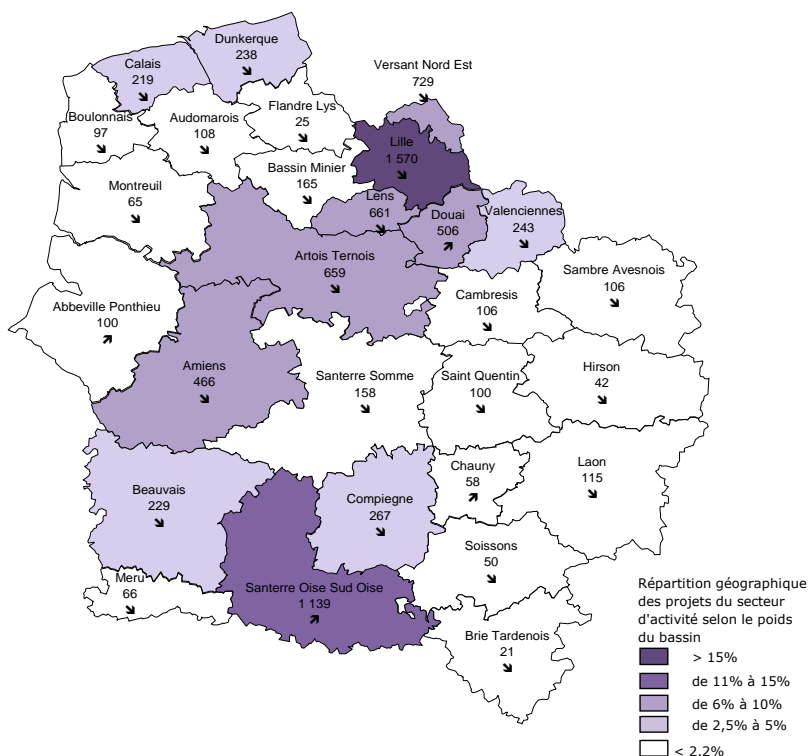 Dunkerque
238
Calais
219
Versant Nord Est
729
Flandre Lys
25
Boulonnais
97
Audomarois
108
Lille
1 570
Bassin Minier
165
Montreuil
65
Lens
661
Douai
506
Valenciennes
243
Artois Ternois
659
Sambre Avesnois
106
Abbeville Ponthieu
100
Cambresis
106
Amiens
466
Santerre Somme
158
Saint Quentin
100
Hirson
42
Chauny
58
Laon
115
Beauvais
229
Compiegne
267
Soissons
50
Meru
66
Santerre Oise Sud Oise
1 139
Brie Tardenois
21
Répartition géographique
des projets du secteur
d'activité selon le poids
du bassin
> 15%
de 11% à 15%
de 6% à 10%
de 2,5% à 5%
< 2,2%